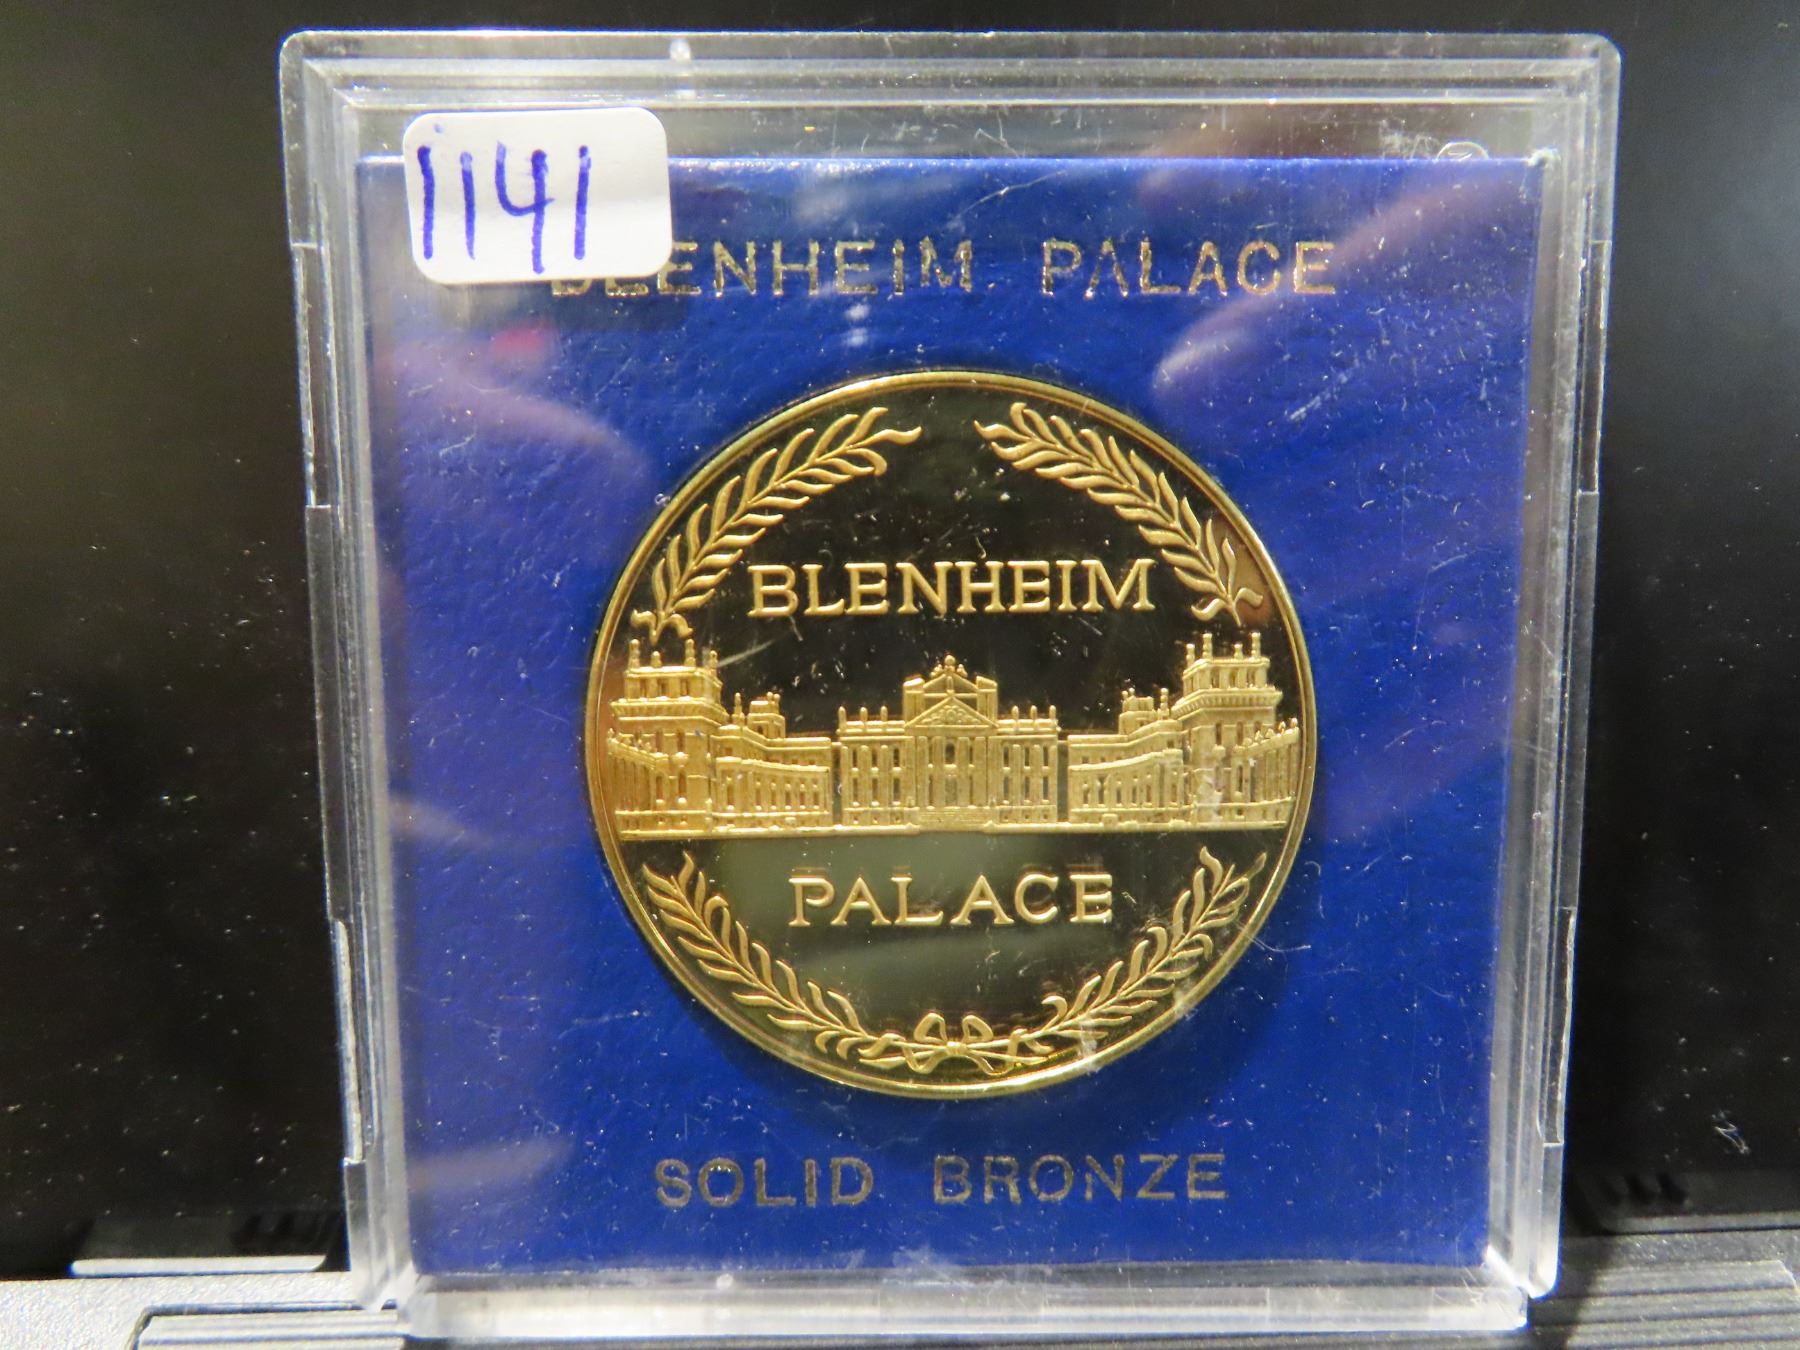 1141
BLENHEIM PALACE
BLENHEIM
PALACE
SOLID BRONZE